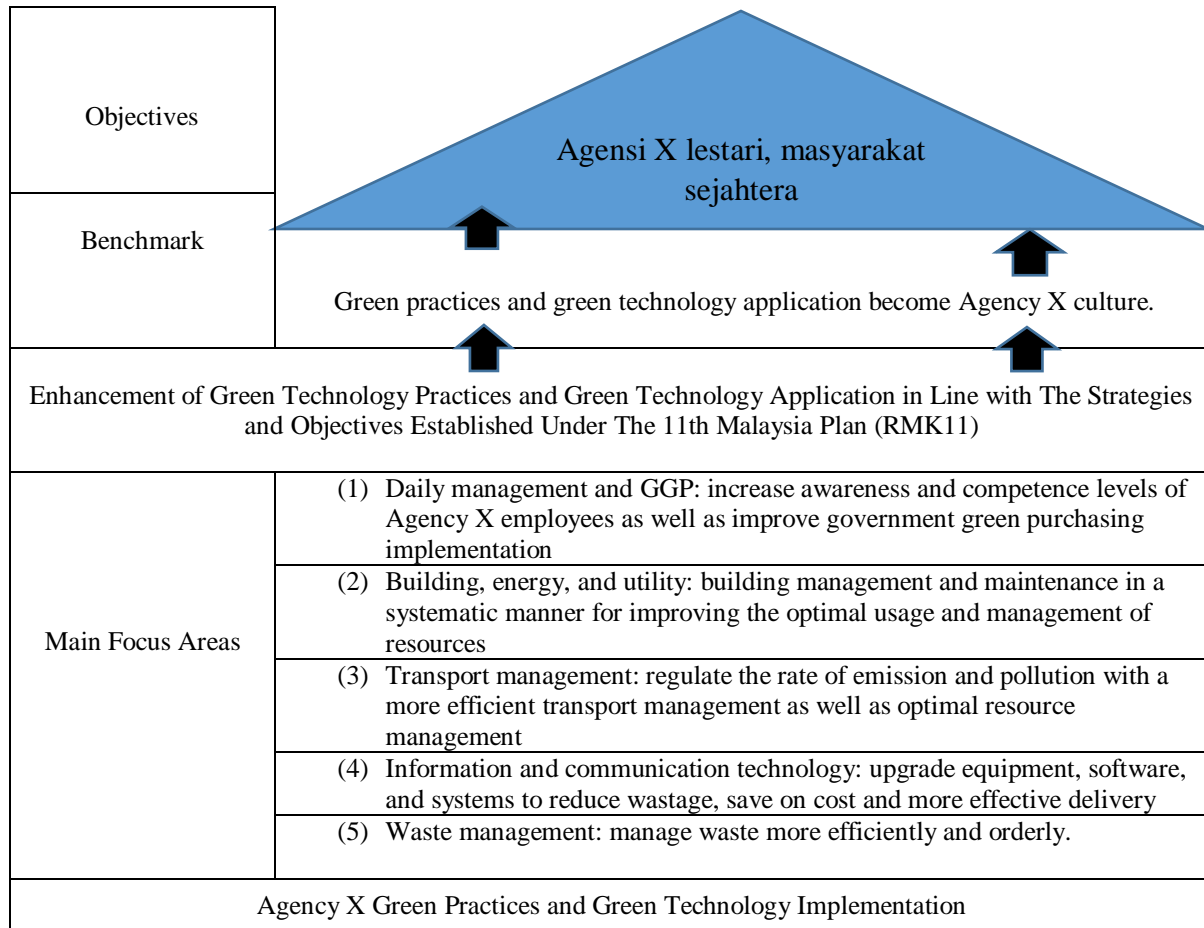 Objectives
Agensi X lestari, masyarakat
sejahtera
Benchmark
Green practices and green technology application become Agency X culture.
Enhancement of Green Technology Practices and Green Technology Application in Line with The Strategies
and Objectives Established Under The 11th Malaysia Plan (RMK11)
Main Focus Areas
(1) Daily management and GGP: increase awareness and competence levels of
Agency X employees as well as improve government green purchasing
implementation
(2) Building, energy, and utility: building management and maintenance in a
systematic manner for improving the optimal usage and management of
resources
(3) Transport management: regulate the rate of emission and pollution with a
more efficient transport management as well as optimal resource
management
(4) Information and communication technology: upgrade equipment, software,
and systems to reduce wastage, save on cost and more effective delivery
(5) Waste management: manage waste more efficiently and orderly.
Agency X Green Practices and Green Technology Implementation